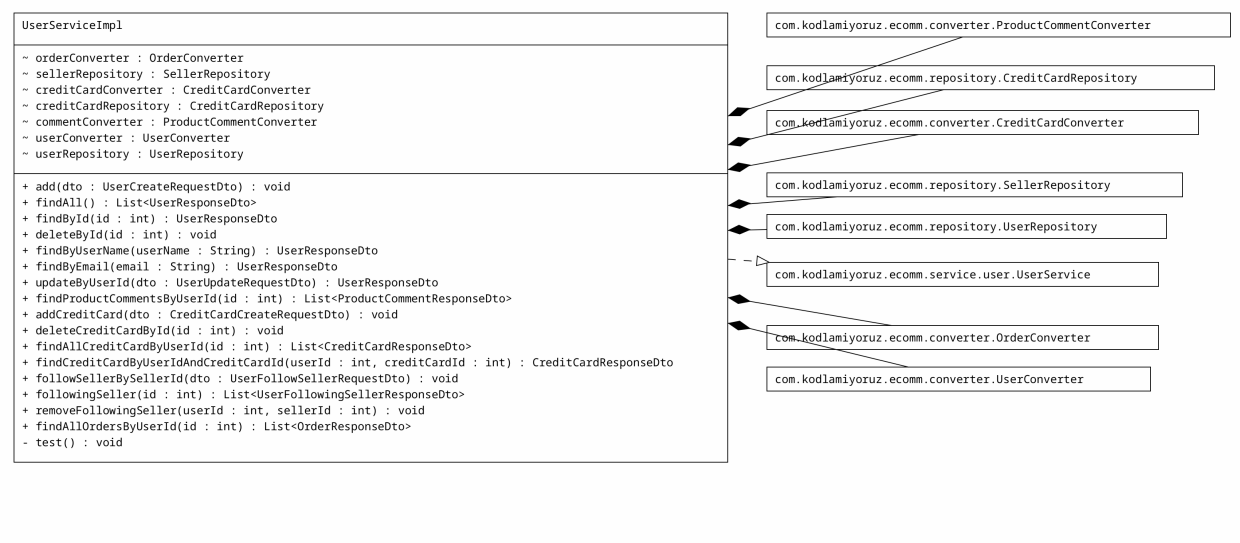 UserServiceImpl
~ orderConverter : OrderConverter
~ sellerRepository : SellerRepository
~ creditCardConverter : CreditCardConverter
~ creditCardRepository : CreditCardRepository
~ commentConverter : ProductCommentConverter
~ userConverter : UserConverter
~ userRepository : UserRepository
+ add(dto : UserCreateRequestDto) : void
+ findAll() : List<UserResponseDto>
+ findById(id : int) : UserResponseDto
+ deleteById(id : int) : void
+ findByUserName(userName : String) : UserResponseDto
+ findByEmail(email : String) : UserResponseDto
+ updateByUserId(dto : UserUpdateRequestDto) : UserResponseDto
+ findProductCommentsByUserId(id : int) : List<ProductCommentResponseDto>
+ addCreditCard(dto : CreditCardCreateRequestDto) : void
+ deleteCreditCardById(id : int) : void
+ findAllCreditCardByUserId(id : int) : List<CreditCardResponseDto>
+ findCreditCardByUserIdAndCreditCardId(userId : int, creditCardId : int) : CreditCardResponseDto
+ followSellerBySellerId(dto : UserFollowSellerRequestDto) : void
+ followingSeller(id : int) : List<UserFollowingSellerResponseDto>
+ removeFollowingSeller(userId : int, sellerId : int) : void
+ findAllOrdersByUserId(id : int) : List<OrderResponseDto>
- test() : void
com.kodlamiyoruz.ecomm.converter.ProductCommentConverter
com.kodlamiyoruz.ecomm.repository.CreditCardRepository
com.kodlamiyoruz.ecomm.converter.CreditCardConverter
com.kodlamiyoruz.ecomm.repository.SellerRepository
com.kodlamiyoruz.ecomm.repository.UserRepository
com.kodlamiyoruz.ecomm.service.user.UserService
com.kodlamiyoruz.ecomm.converter.OrderConverter
com.kodlamiyoruz.ecomm.converter.UserConverter